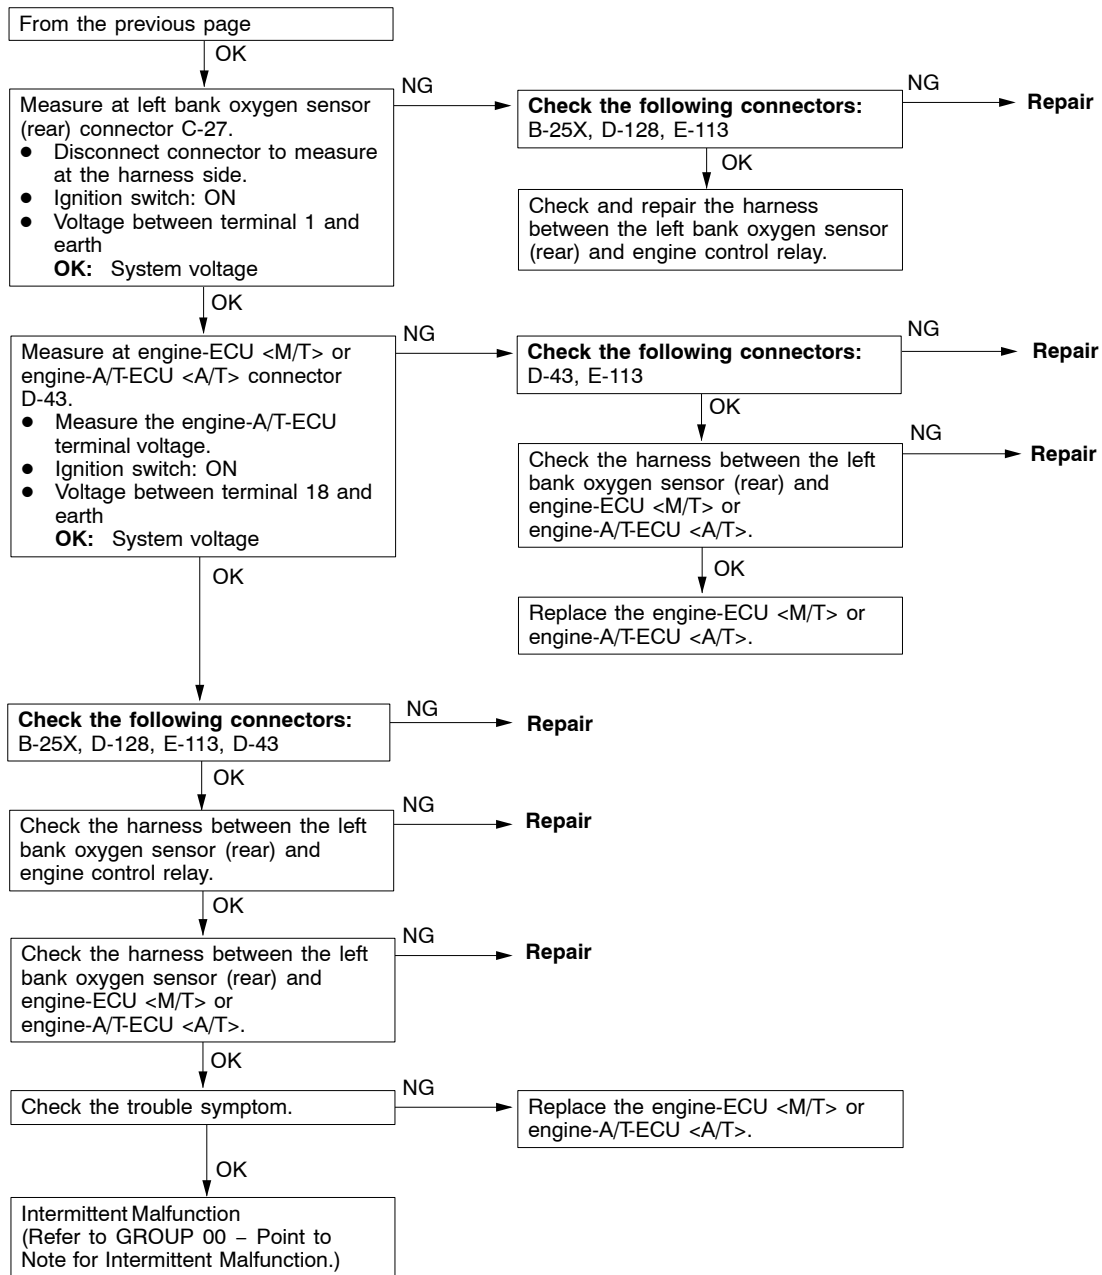 From the previous page
OK
Measure at left bank oxygen sensor
(rear) connector C-27.
● Disconnect connector to measure
at the harness side.
● Ignition switch: ON
● Voltage between terminal 1 and
earth
OK: System voltage
NG
Check the following connectors:
B-25X, D-128, E-113
NG
Repair
OK
Check and repair the harness
between the left bank oxygen sensor
(rear) and engine control relay.
OK
Measure at engine-ECU <M/T> or
engine-A/T-ECU <A/T> connector
D-43.
● Measure the engine-A/T-ECU
terminal voltage.
● Ignition switch: ON
● Voltage between terminal 18 and
earth
OK: System voltage
NG
Check the following connectors:
D-43, E-113
NG
Repair
OK
Check the harness between the left
bank oxygen sensor (rear) and
engine-ECU <M/T> or
engine-A/T-ECU <A/T>.
NG
Repair
OK
Replace the engine-ECU <M/T> or
engine-A/T-ECU <A/T>.
OK
Check the following connectors:
B-25X, D-128, E-113, D-43
NG
Repair
OK
Check the harness between the left
bank oxygen sensor (rear) and
engine control relay.
NG
Repair
OK
Check the harness between the left
bank oxygen sensor (rear) and
engine-ECU <M/T> or
engine-A/T-ECU <A/T>.
NG
Repair
OK
Check the trouble symptom.
NG
Replace the engine-ECU <M/T> or
engine-A/T-ECU <A/T>.
OK
Intermittent Malfunction
(Refer to GROUP 00 – Point to
Note for Intermittent Malfunction.)